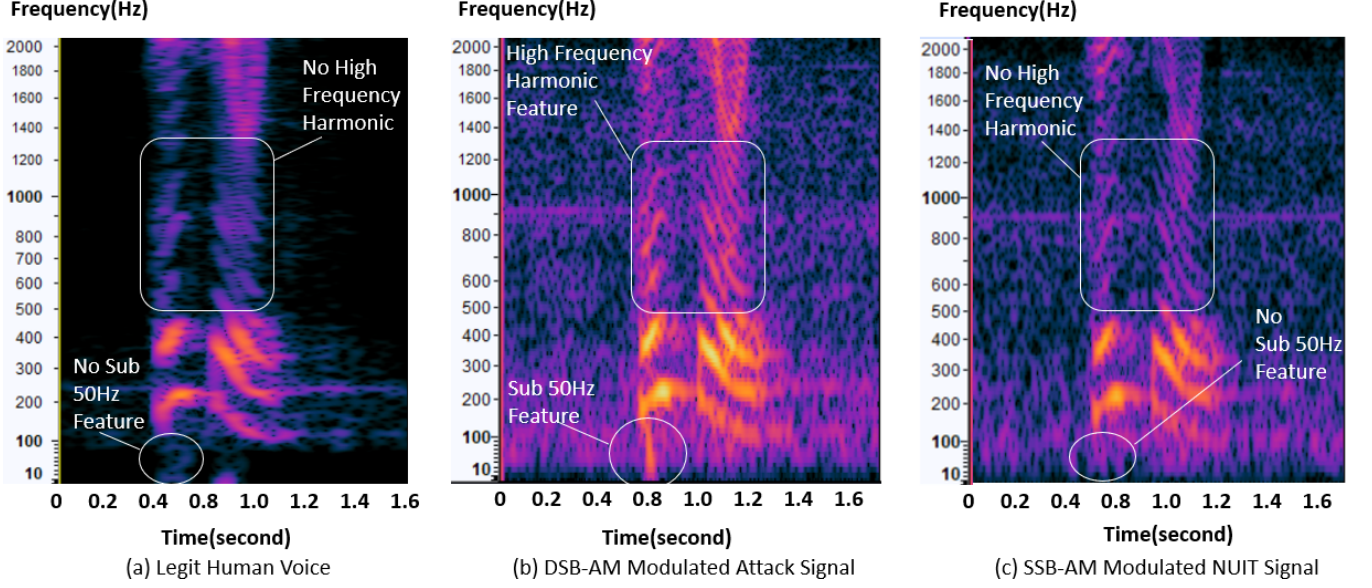 Frequency(Hz)
2000
1800
1600
1400
1200
1000
800
700
600
500
400
300
200
100
10
No High
Frequency
Harmonic
No Sub
50Hz
Feature
0 0.4 0.6 0.8 1.0 1.2 1.4 1.6
Time(second)
(a) Legit Human Voice
Frequency(Hz)
2000
1800
1600
1400
1200
1000
800
600
500
400
300
200
100
10
High Frequency
Harmonic
Feature
Sub 50Hz
Feature
0 0.2 0.4 0.6 0.8 1.0 1.2 1.4 1.6
Time(second)
(b) DSB-AM Modulated Attack Signal
Frequency(Hz)
2000
1800
1600
1400
1200
1000
800
600
500
400
300
200
100
10
No High
Frequency
Harmonic
No
Sub 50Hz
Feature
0 0.2 0.4 0.6 0.8 1.0 1.2 1.4 1.6
Time(second)
(c) SSB-AM Modulated NUIT Signal